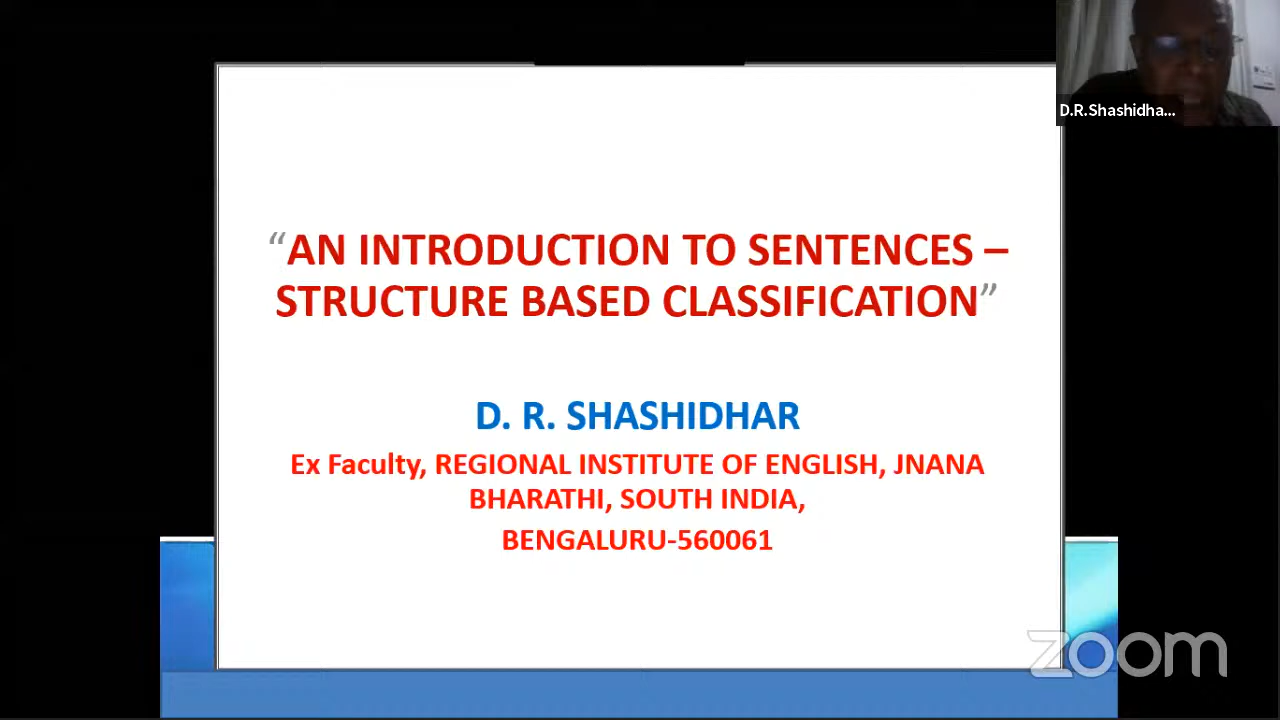 D.R.Shashidha...
“AN INTRODUCTION TO SENTENCES –
STRUCTURE BASED CLASSIFICATION”
D. R. SHASHIDHAR
Ex Faculty, REGIONAL INSTITUTE OF ENGLISH, JNANA
BHARATHI, SOUTH INDIA,
BENGALURU-560061
zoom